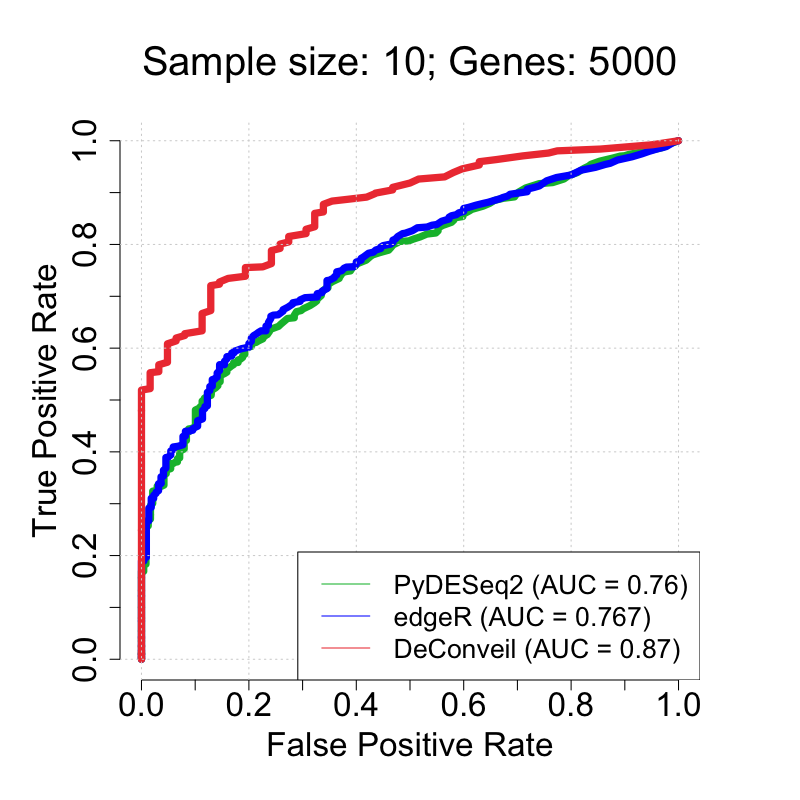 Sample size: 10; Genes: 5000
True Positive Rate
1.0
0.8
0.6
0.4
0.2
0.0
PyDESeq2 (AUC = 0.76)
edgeR (AUC = 0.767)
DeConveil (AUC = 0.87)
0.0 0.2 0.4 0.6 0.8 1.0
False Positive Rate